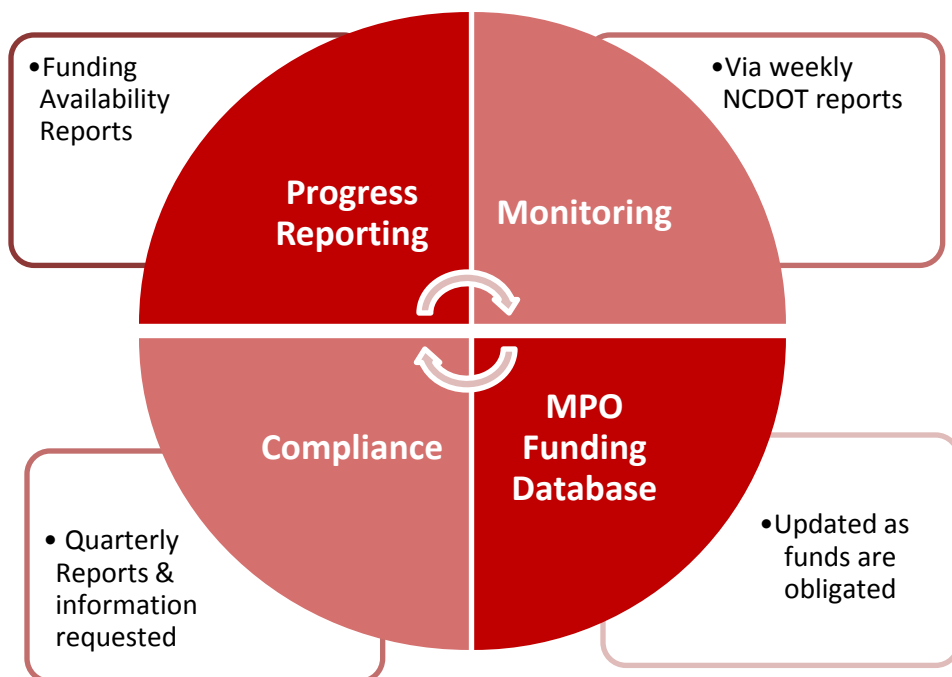 •Funding
Availability
Reports
Progress
Reporting
Monitoring
•Via weekly
NCDOT reports
Compliance
• Quarterly
Reports &
information
requested
MPO
Funding
Database
•Updated as
funds are
obligated